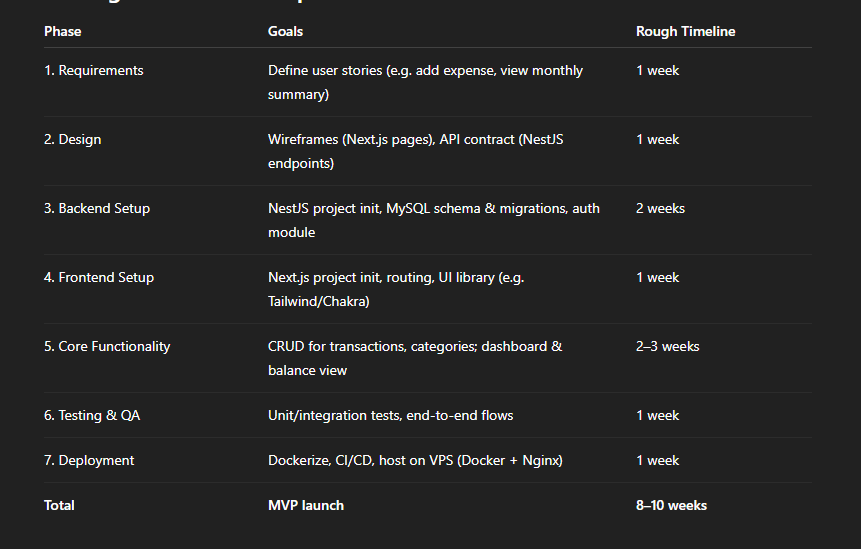 Phase Goals Rough Timeline
1. Requirements Define user stories (e.g. add expense, view monthly 1 week
summary)
2. Design Wireframes (Next.js pages), API contract (NestJS 1 week
endpoints)
3. Backend Setup NestJS project init, MySQL schema & migrations, auth 2 weeks
module
4. Frontend Setup Next.js project init, routing, UI library (e.g. 1 week
Tailwind/Chakra)
5. Core Functionality CRUD for transactions, categories; dashboard & 2–3 weeks
balance view
6. Testing & QA Unit/integration tests, end-to-end flows 1 week
7. Deployment Dockerize, CI/CD, host on VPS (Docker + Nginx) 1 week
Total MVP launch 8–10 weeks